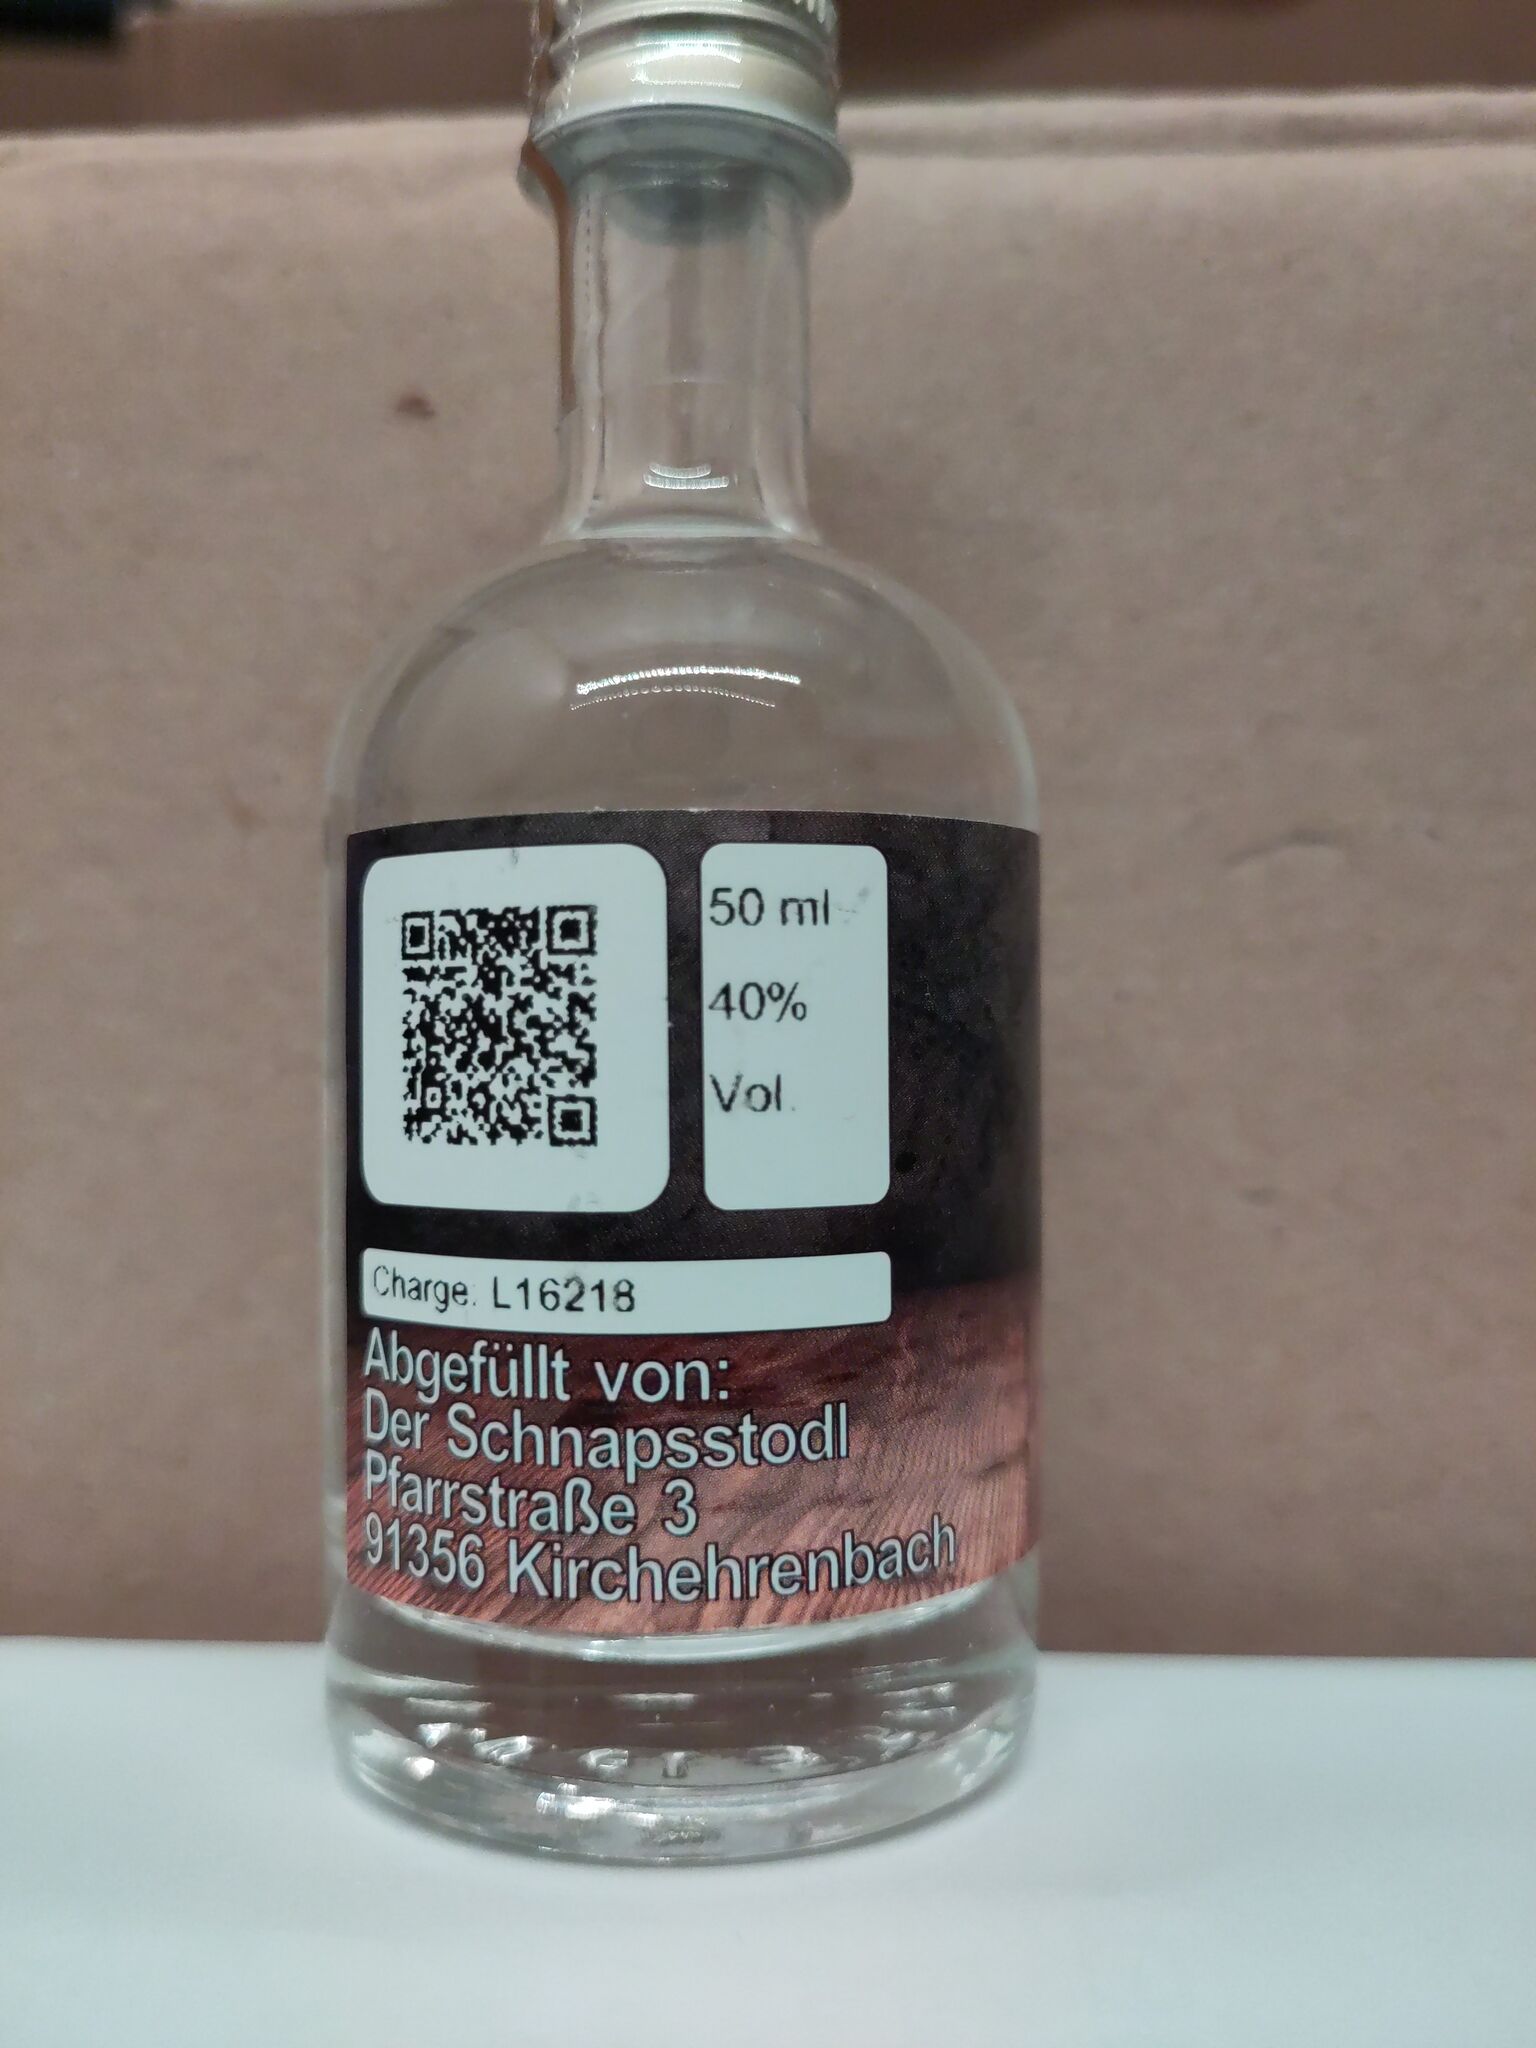 50 ml
40%
Vol.
Charge: L16218
Abgefüllt von:
Der Schnapsstodl
Pfarrstraße 3
91356 Kirchehrenbach